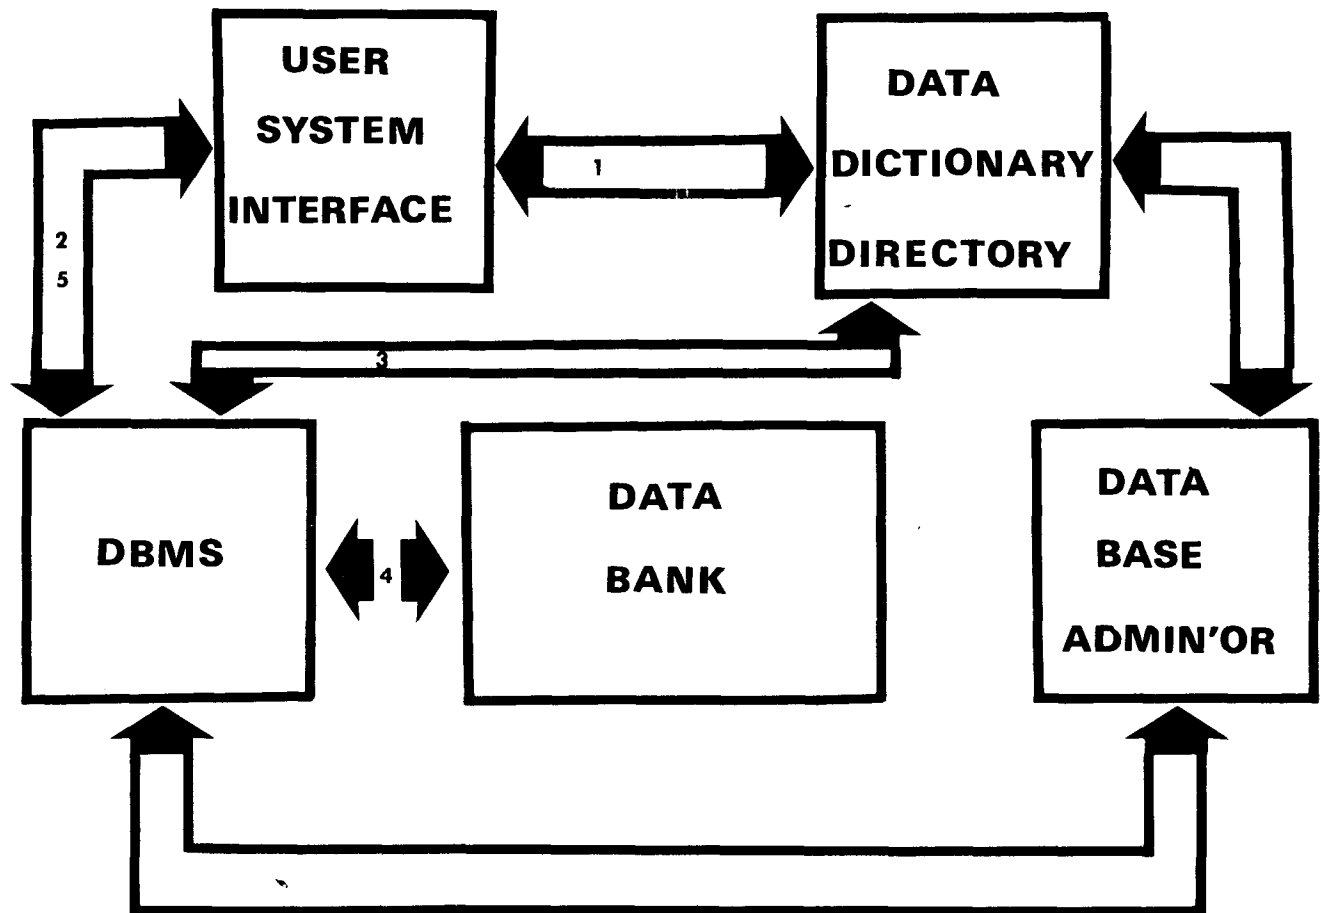 USER
SYSTEM
INTERFACE
DATA
DICTIONARY
DIRECTORY
1
2
5
3
DBMS
4
DATA
BANK
DATA
BASE
ADMIN'OR